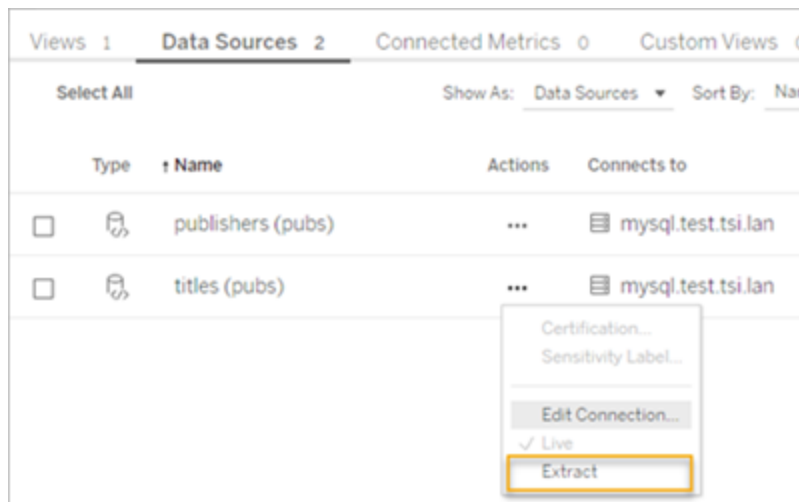 Views 1 Data Sources 2 Connected Metrics 0 Custom Views
Select All Show As: Data Sources Sort By:
Type ↑ Name Actions Connects to
publishers (pubs) ... mysql.test.tsi.lan
titles (pubs) ... mysql.test.tsi.lan
Certification...
Sensitivity Label...
Edit Connection...
✓ Live
Extract